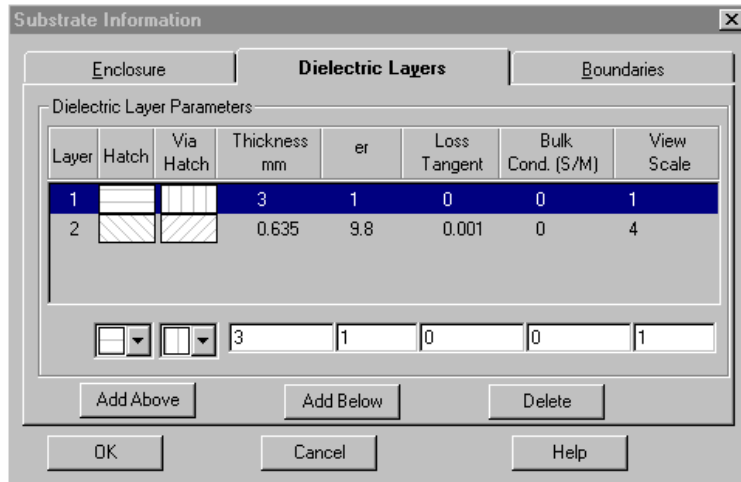 Substrate Information
Enclosure
Dielectric Layers
Boundaries
Dielectric Layer Parameters
Layer Hatch Via Hatch Thickness mm er Loss Tangent Bulk Cond. (S/M) View Scale
1 3 1 0 0 1
2 0.635 9.8 0.001 0 4
3 1 0 0 1
Add Above Add Below Delete
OK Cancel Help